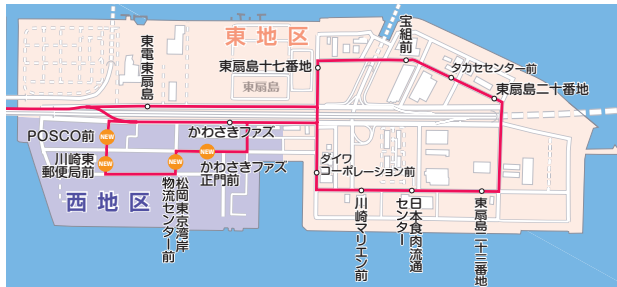 東地区
宝組前
タカセセンター前
東扇島十七番地
東扇島二十番地
東電東扇島
東扇島
かわさきファズ
POSCO前
NEW
川崎東
郵便局前
NEW
NEW
NEW
かわさきファズ
正門前
ダイワ
コーポレーション前
西地区
松岡東京湾岸
物流センター前
川崎マリエン前
日本食肉流通
センター
東扇島二十三番地